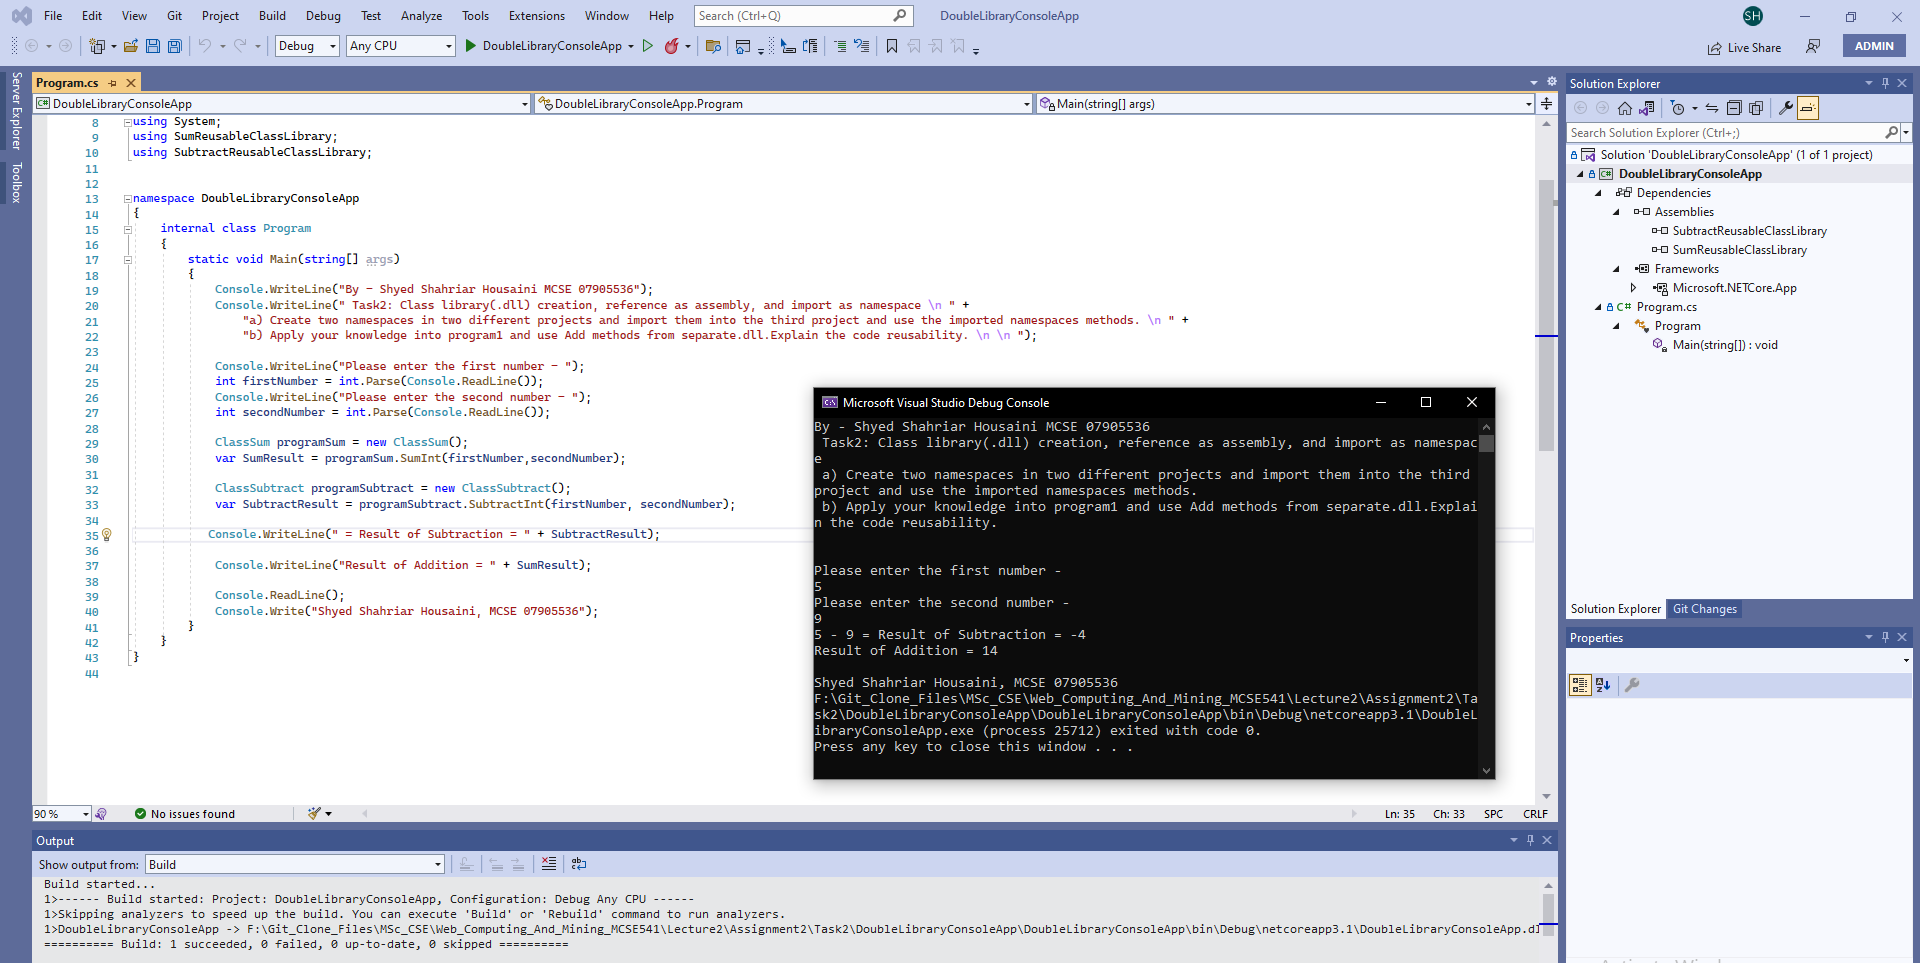 File Edit View Git Project Build Debug Test Analyze Tools Extensions Window Help Search (Ctrl+Q) DoubleLibraryConsoleApp SH
Debug Any CPU DoubleLibraryConsoleApp Live Share ADMIN
Server Explorer
Toolbox
Program.cs
DoubleLibraryConsoleApp DoubleLibraryConsoleApp.Program Main(string[] args)
8 using System;
9 using SumReusableClassLibrary;
10 using SubtractReusableClassLibrary;
11
12
13 namespace DoubleLibraryConsoleApp
14 {
15 internal class Program
16 {
17 static void Main(string[] args)
18 {
19 Console.WriteLine("By - Shyed Shahriar Housaini MCSE 07905536");
20 Console.WriteLine(" Task2: Class library(.dll) creation, reference as assembly, and import as namespace \n " +
21 "a) Create two namespaces in two different projects and import them into the third project and use the imported namespaces methods. \n " +
22 "b) Apply your knowledge into program1 and use Add methods from separate.dll.Explain the code reusability. \n \n ");
23
24 Console.WriteLine("Please enter the first number - ");
25 int firstNumber = int.Parse(Console.ReadLine());
26 Console.WriteLine("Please enter the second number - ");
27 int secondNumber = int.Parse(Console.ReadLine());
28
29 ClassSum programSum = new ClassSum();
30 var SumResult = programSum.SumInt(firstNumber,secondNumber);
31
32 ClassSubtract programSubtract = new ClassSubtract();
33 var SubtractResult = programSubtract.SubtractInt(firstNumber, secondNumber);
34
35 Console.WriteLine(" = Result of Subtraction = " + SubtractResult);
36
37 Console.WriteLine("Result of Addition = " + SumResult);
38
39 Console.ReadLine();
40 Console.Write("Shyed Shahriar Housaini, MCSE 07905536");
41 }
42 }
43 }
44
Microsoft Visual Studio Debug Console
By - Shyed Shahriar Housaini MCSE 07905536
Task2: Class library(.dll) creation, reference as assembly, and import as namespac
e
a) Create two namespaces in two different projects and import them into the third
project and use the imported namespaces methods.
b) Apply your knowledge into program1 and use Add methods from separate.dll.Explai
n the code reusability.
Please enter the first number -
5
Please enter the second number -
9
5 - 9 = Result of Subtraction = -4
Result of Addition = 14
Shyed Shahriar Housaini, MCSE 07905536
F:\Git_Clone_Files\MSc_CSE\Web_Computing_And_Mining_MCSE541\Lecture2\Assignment2\Ta
sk2\DoubleLibraryConsoleApp\DoubleLibraryConsoleApp\bin\Debug\netcoreapp3.1\DoubleL
ibraryConsoleApp.exe (process 25712) exited with code 0.
Press any key to close this window . . .
90 % No issues found Ln: 35 Ch: 33 SPC CRLF
Output
Show output from: Build
Build started...
1>------ Build started: Project: DoubleLibraryConsoleApp, Configuration: Debug Any CPU ------
1>Skipping analyzers to speed up the build. You can execute 'Build' or 'Rebuild' command to run analyzers.
1>DoubleLibraryConsoleApp -> F:\Git_Clone_Files\MSc_CSE\Web_Computing_And_Mining_MCSE541\Lecture2\Assignment2\Task2\DoubleLibraryConsoleApp\DoubleLibraryConsoleApp\bin\Debug\netcoreapp3.1\DoubleLibraryConsoleApp.dl
========== Build: 1 succeeded, 0 failed, 0 up-to-date, 0 skipped ==========
Solution Explorer
Search Solution Explorer (Ctrl+;)
Solution 'DoubleLibraryConsoleApp' (1 of 1 project)
C# DoubleLibraryConsoleApp
Dependencies
Assemblies
SubtractReusableClassLibrary
SumReusableClassLibrary
Frameworks
Microsoft.NETCore.App
C# Program.cs
Program
Main(string[]) : void
Solution Explorer Git Changes
Properties